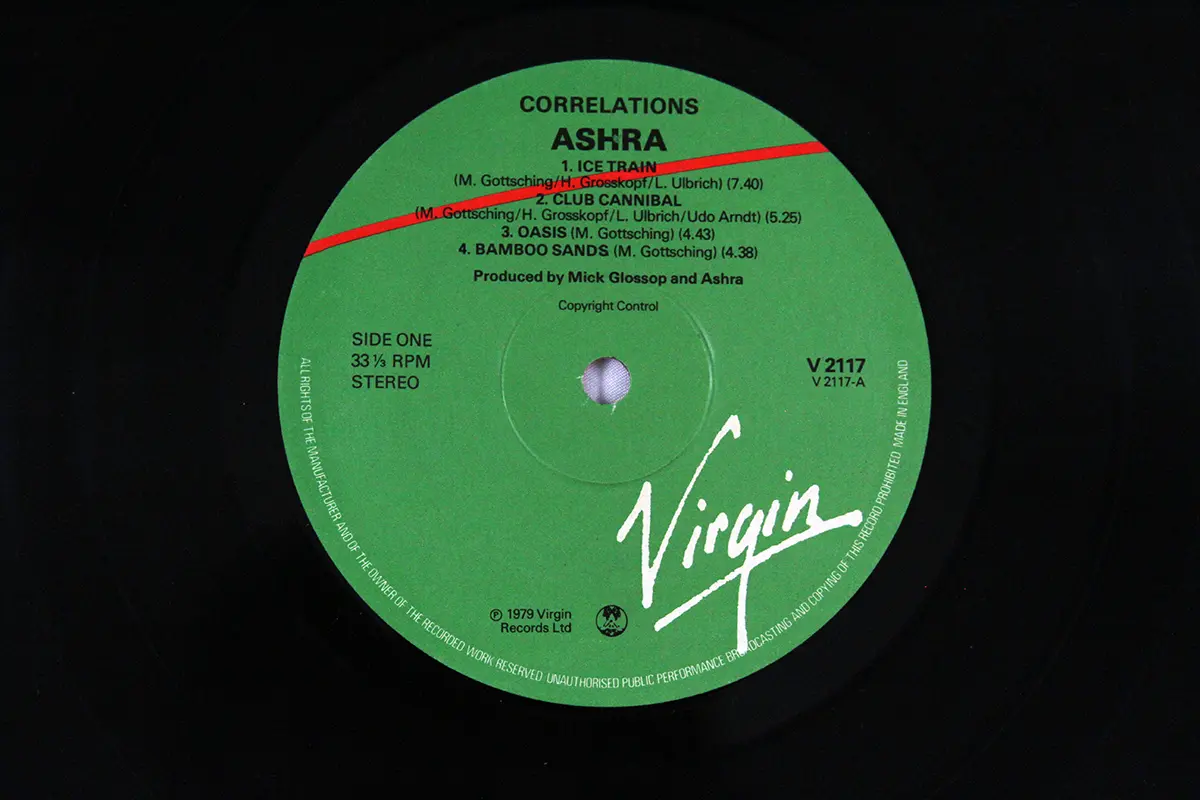 CORRELATIONS
ASHRA
1. ICE TRAIN
(M. Gottsching/H. Grosskopf/L. Ulbrich) (7.40)
2. CLUB CANNIBAL
(M. Gottsching/H. Grosskopf/L. Ulbrich/Udo Arndt) (5.25)
3. OASIS (M. Gottsching) (4.43)
4. BAMBOO SANDS (M. Gottsching) (4.38)
Produced by Mick Glossop and Ashra
Copyright Control
SIDE ONE
33 ⅓ RPM
STEREO
V 2117
V 2117-A
Virgin
℗ 1979 Virgin
Records Ltd
ALL RIGHTS OF THE MANUFACTURER AND OF THE OWNER OF THE RECORDED WORK RESERVED UNAUTHORISED PUBLIC PERFORMANCE BROADCASTING AND COPYING OF THIS RECORD PROHIBITED MADE IN ENGLAND